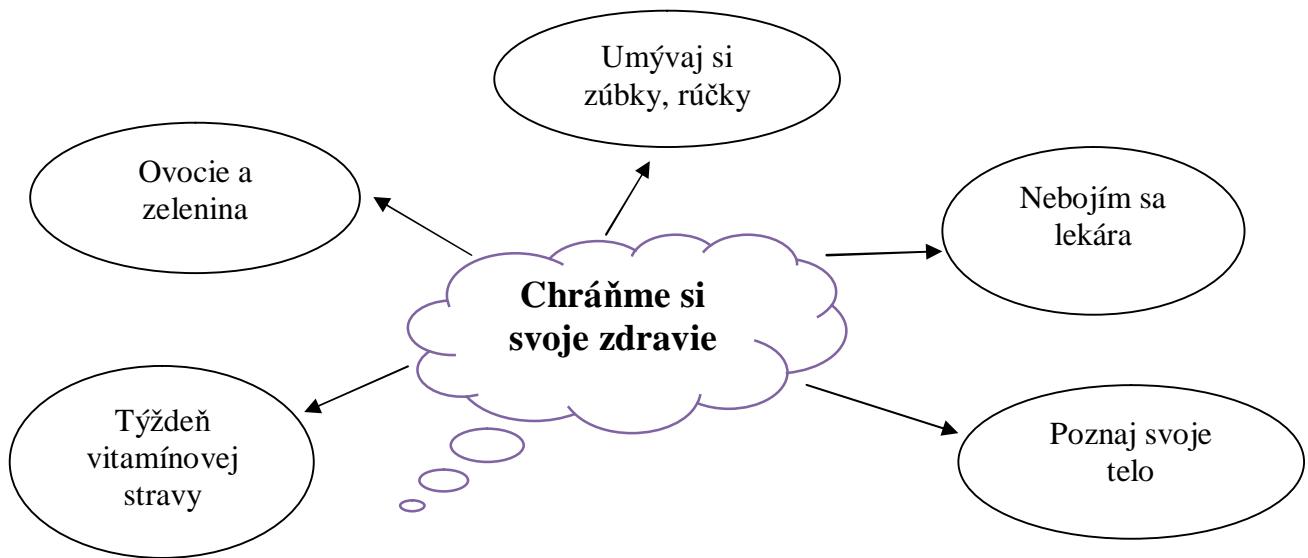 Umývaj si
zúbky, rúčky
Ovocie a
zelenina
Nebojím sa
lekára
Chráňme si
svoje zdravie
Týždeň
vitamínovej
stravy
Poznaj svoje
telo